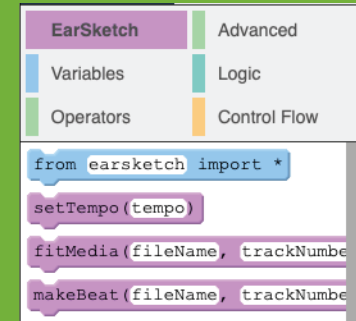 EarSketch Advanced
Variables Logic
Operators Control Flow
from earsketch import *
setTempo(tempo)
fitMedia(fileName, trackNumbe
makeBeat(fileName, trackNumbe